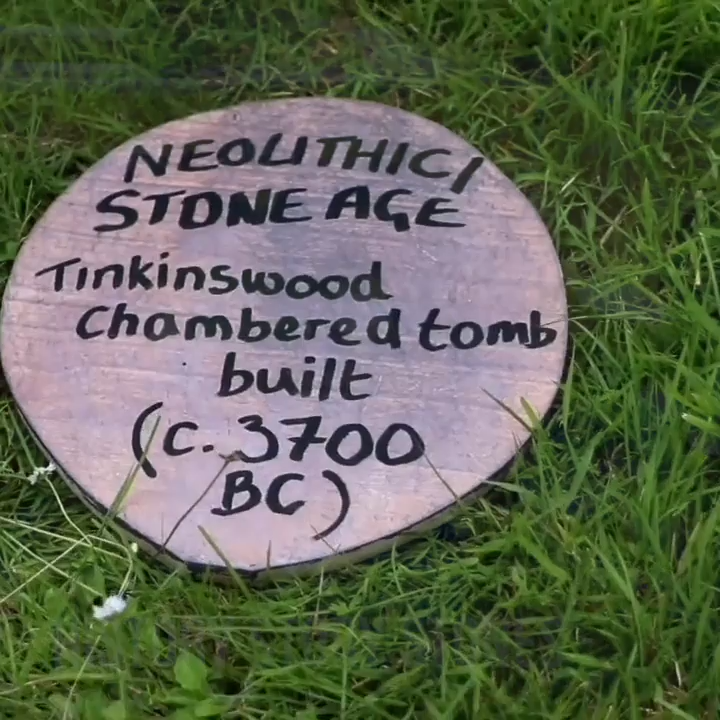 NEOLITHIC/
STONE AGE
Tinkinswood
Chambered tomb
built
(c. 3700
BC)